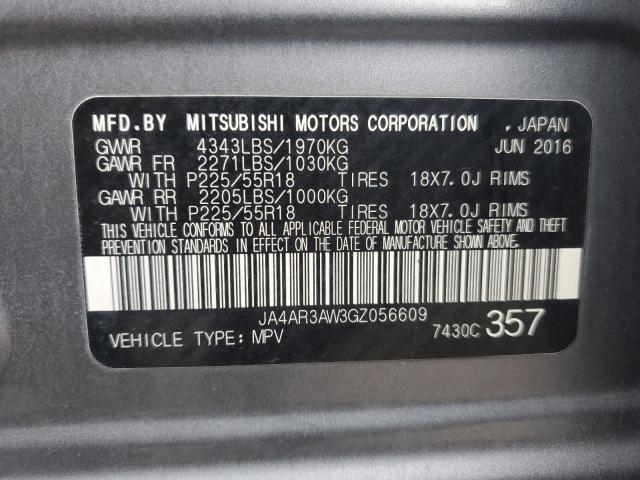 MFD.BY MITSUBISHI MOTORS CORPORATION , JAPAN
GVWR 4343LBS/1970KG JUN 2016
GAWR FR 2271LBS/1030KG
WITH P225/55R18 TIRES 18X7.0J RIMS
GAWR RR 2205LBS/1000KG
WITH P225/55R18 TIRES 18X7.0J RIMS
THIS VEHICLE CONFORMS TO ALL APPLICABLE FEDERAL MOTOR VEHICLE SAFETY AND THEFT
PREVENTION STANDARDS IN EFFECT ON THE DATE OF MANUFACTURE SHOWN ABOVE.
JA4AR3AW3GZ056609
VEHICLE TYPE: MPV 7430C 357